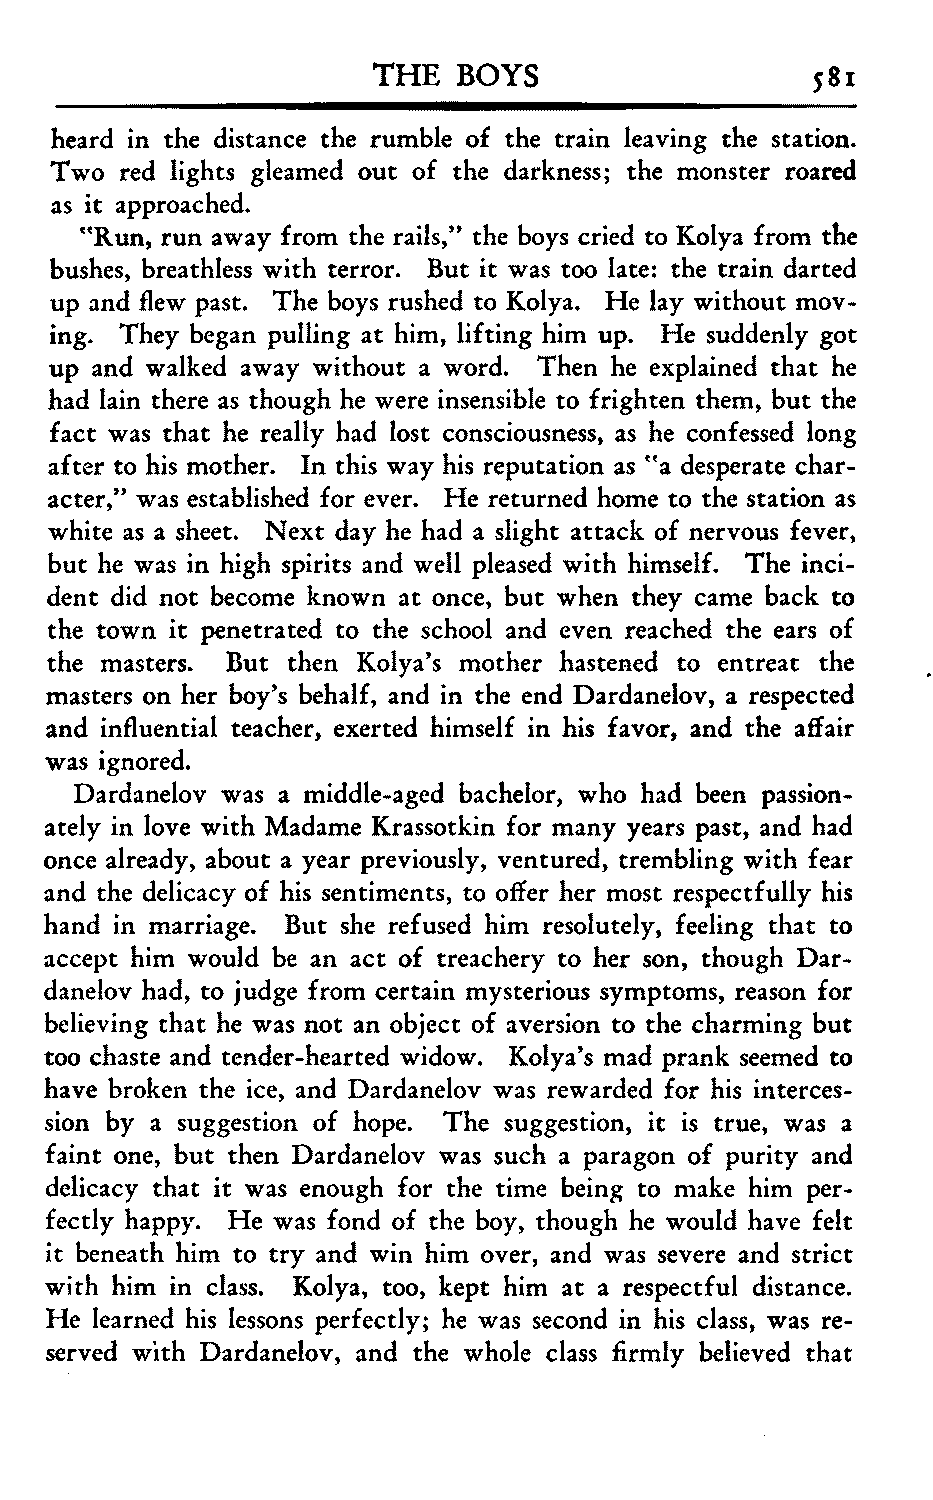 THE BOYS 581
heard in the distance the rumble of the train leaving the station.
Two red lights gleamed out of the darkness; the monster roared
as it approached.
"Run, run away from the rails," the boys cried to Kolya from the
bushes, breathless with terror. But it was too late: the train darted
up and flew past. The boys rushed to Kolya. He lay without mov-
ing. They began pulling at him, lifting him up. He suddenly got
up and walked away without a word. Then he explained that he
had lain there as though he were insensible to frighten them, but the
fact was that he really had lost consciousness, as he confessed long
after to his mother. In this way his reputation as "a desperate char-
acter," was established for ever. He returned home to the station as
white as a sheet. Next day he had a slight attack of nervous fever,
but he was in high spirits and well pleased with himself. The inci-
dent did not become known at once, but when they came back to
the town it penetrated to the school and even reached the ears of
the masters. But then Kolya's mother hastened to entreat the
masters on her boy's behalf, and in the end Dardanelov, a respected
and influential teacher, exerted himself in his favor, and the affair
was ignored.
Dardanelov was a middle-aged bachelor, who had been passion-
ately in love with Madame Krassotkin for many years past, and had
once already, about a year previously, ventured, trembling with fear
and the delicacy of his sentiments, to offer her most respectfully his
hand in marriage. But she refused him resolutely, feeling that to
accept him would be an act of treachery to her son, though Dar-
danelov had, to judge from certain mysterious symptoms, reason for
believing that he was not an object of aversion to the charming but
too chaste and tender-hearted widow. Kolya's mad prank seemed to
have broken the ice, and Dardanelov was rewarded for his interces-
sion by a suggestion of hope. The suggestion, it is true, was a
faint one, but then Dardanelov was such a paragon of purity and
delicacy that it was enough for the time being to make him per-
fectly happy. He was fond of the boy, though he would have felt
it beneath him to try and win him over, and was severe and strict
with him in class. Kolya, too, kept him at a respectful distance.
He learned his lessons perfectly; he was second in his class, was re-
served with Dardanelov, and the whole class firmly believed that